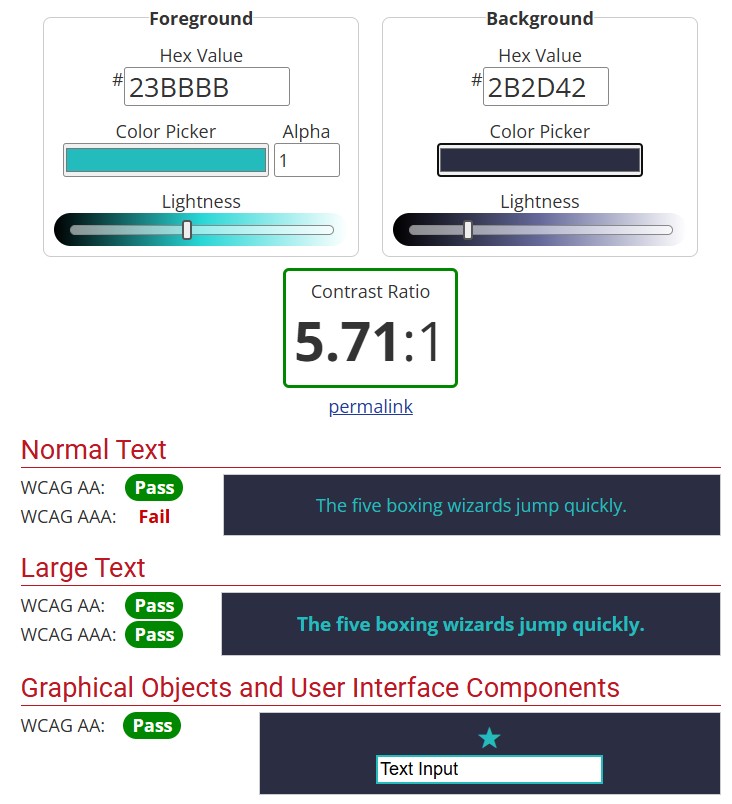 Foreground
Hex Value
#23BBBB
Color Picker
Alpha
1
Lightness
Background
Hex Value
#2B2D42
Color Picker
Lightness
Contrast Ratio
5.71:1
permalink
Normal Text
WCAG AA: Pass
WCAG AAA: Fail
The five boxing wizards jump quickly.
Large Text
WCAG AA: Pass
WCAG AAA: Pass
The five boxing wizards jump quickly.
Graphical Objects and User Interface Components
WCAG AA: Pass
Text Input